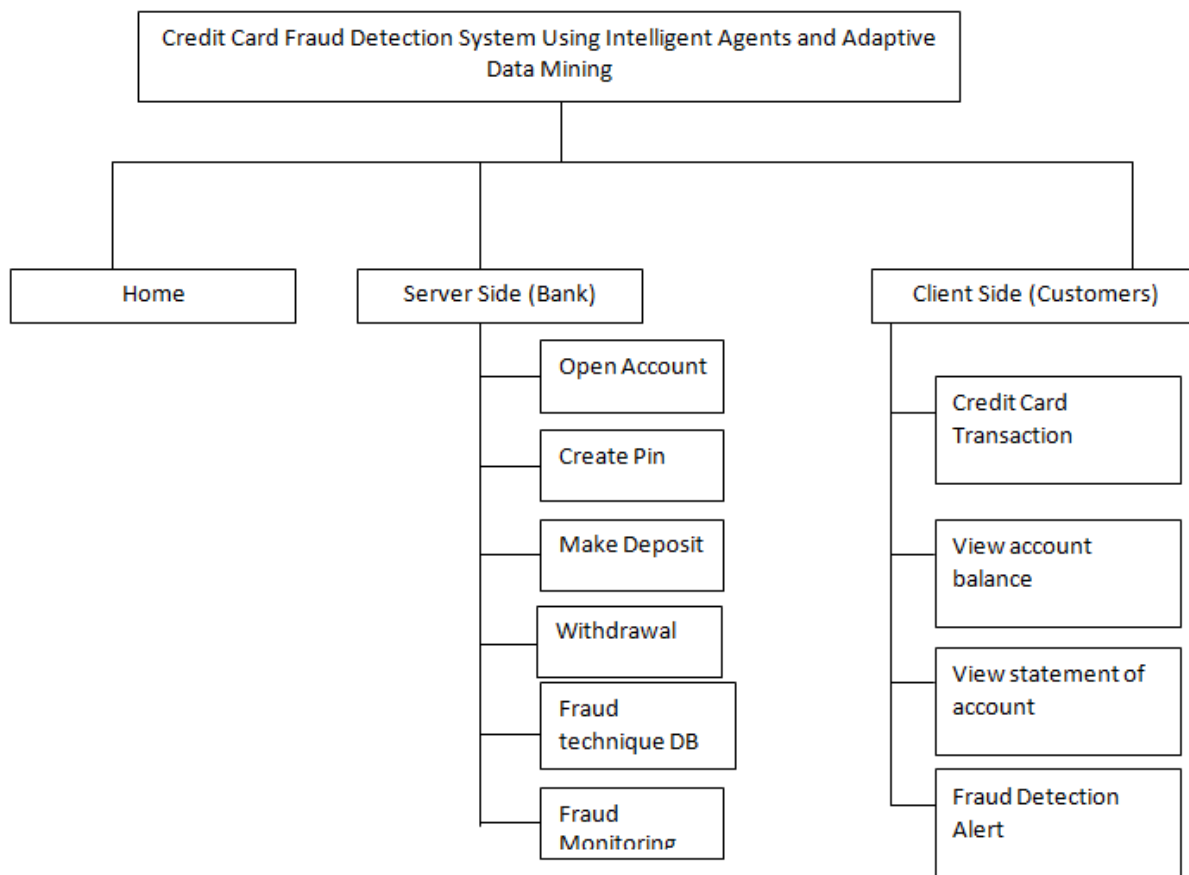 Credit Card Fraud Detection System Using Intelligent Agents and Adaptive
Data Mining
Home
Server Side (Bank)
Client Side (Customers)
Open Account
Create Pin
Make Deposit
Withdrawal
Fraud
technique DB
Fraud
Monitoring
Credit Card
Transaction
View account
balance
View statement of
account
Fraud Detection
Alert